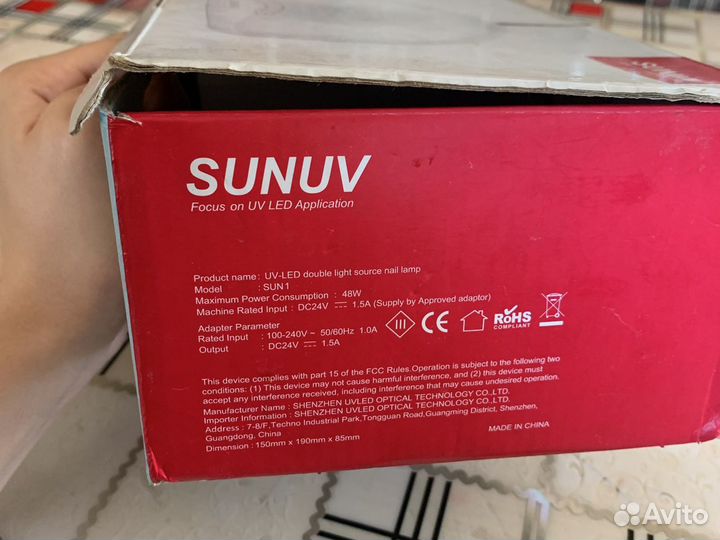 SUNUV
SUNUV
Focus on UV LED Application
Product name : UV-LED double light source nail lamp
Model : SUN1
Maximum Power Consumption : 48W
Machine Rated Input : DC24V ⎓ 1.5A (Supply by Approved adaptor)
Adapter Parameter
Rated Input : 100-240V ~ 50/60Hz 1.0A
Output : DC24V ⎓ 1.5A
III CE RoHS
COMPLIANT
This device complies with part 15 of the FCC Rules.Operation is subject to the following two
conditions: (1) This device may not cause harmful interference, and (2) this device must
accept any interference received, including interference that may cause undesired operation.
Manufacturer Name : SHENZHEN UVLED OPTICAL TECHNOLOGY CO.,LTD.
Importer Information : SHENZHEN UVLED OPTICAL TECHNOLOGY CO.,LTD.
Address : 7-8/F,Techno Industrial Park,Tongguan Road,Guangming District, Shenzhen,
Guangdong, China
Dimension : 150mm x 190mm x 85mm
MADE IN CHINA
Avito